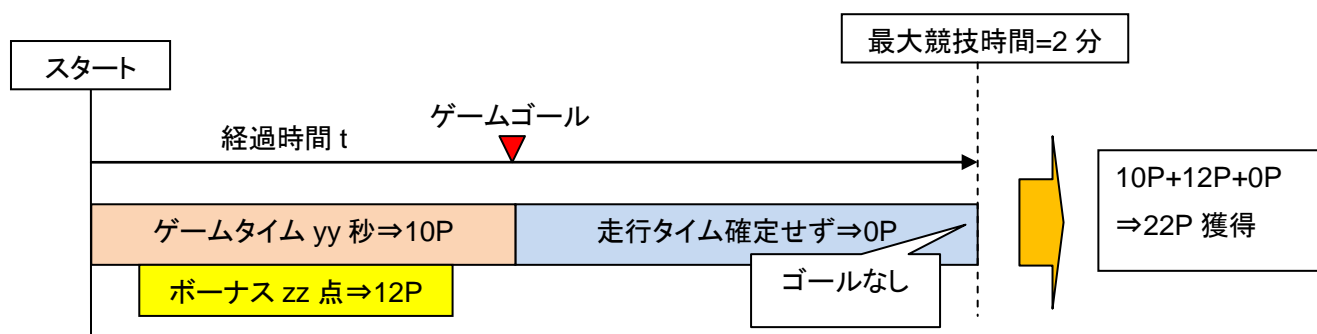 最大競技時間=2 分
スタート
ゲームゴール
経過時間 t
10P+12P+0P
⇒22P 獲得
ゲームタイム yy 秒⇒10P
走行タイム確定せず⇒0P
ボーナス zz 点⇒12P
ゴールなし